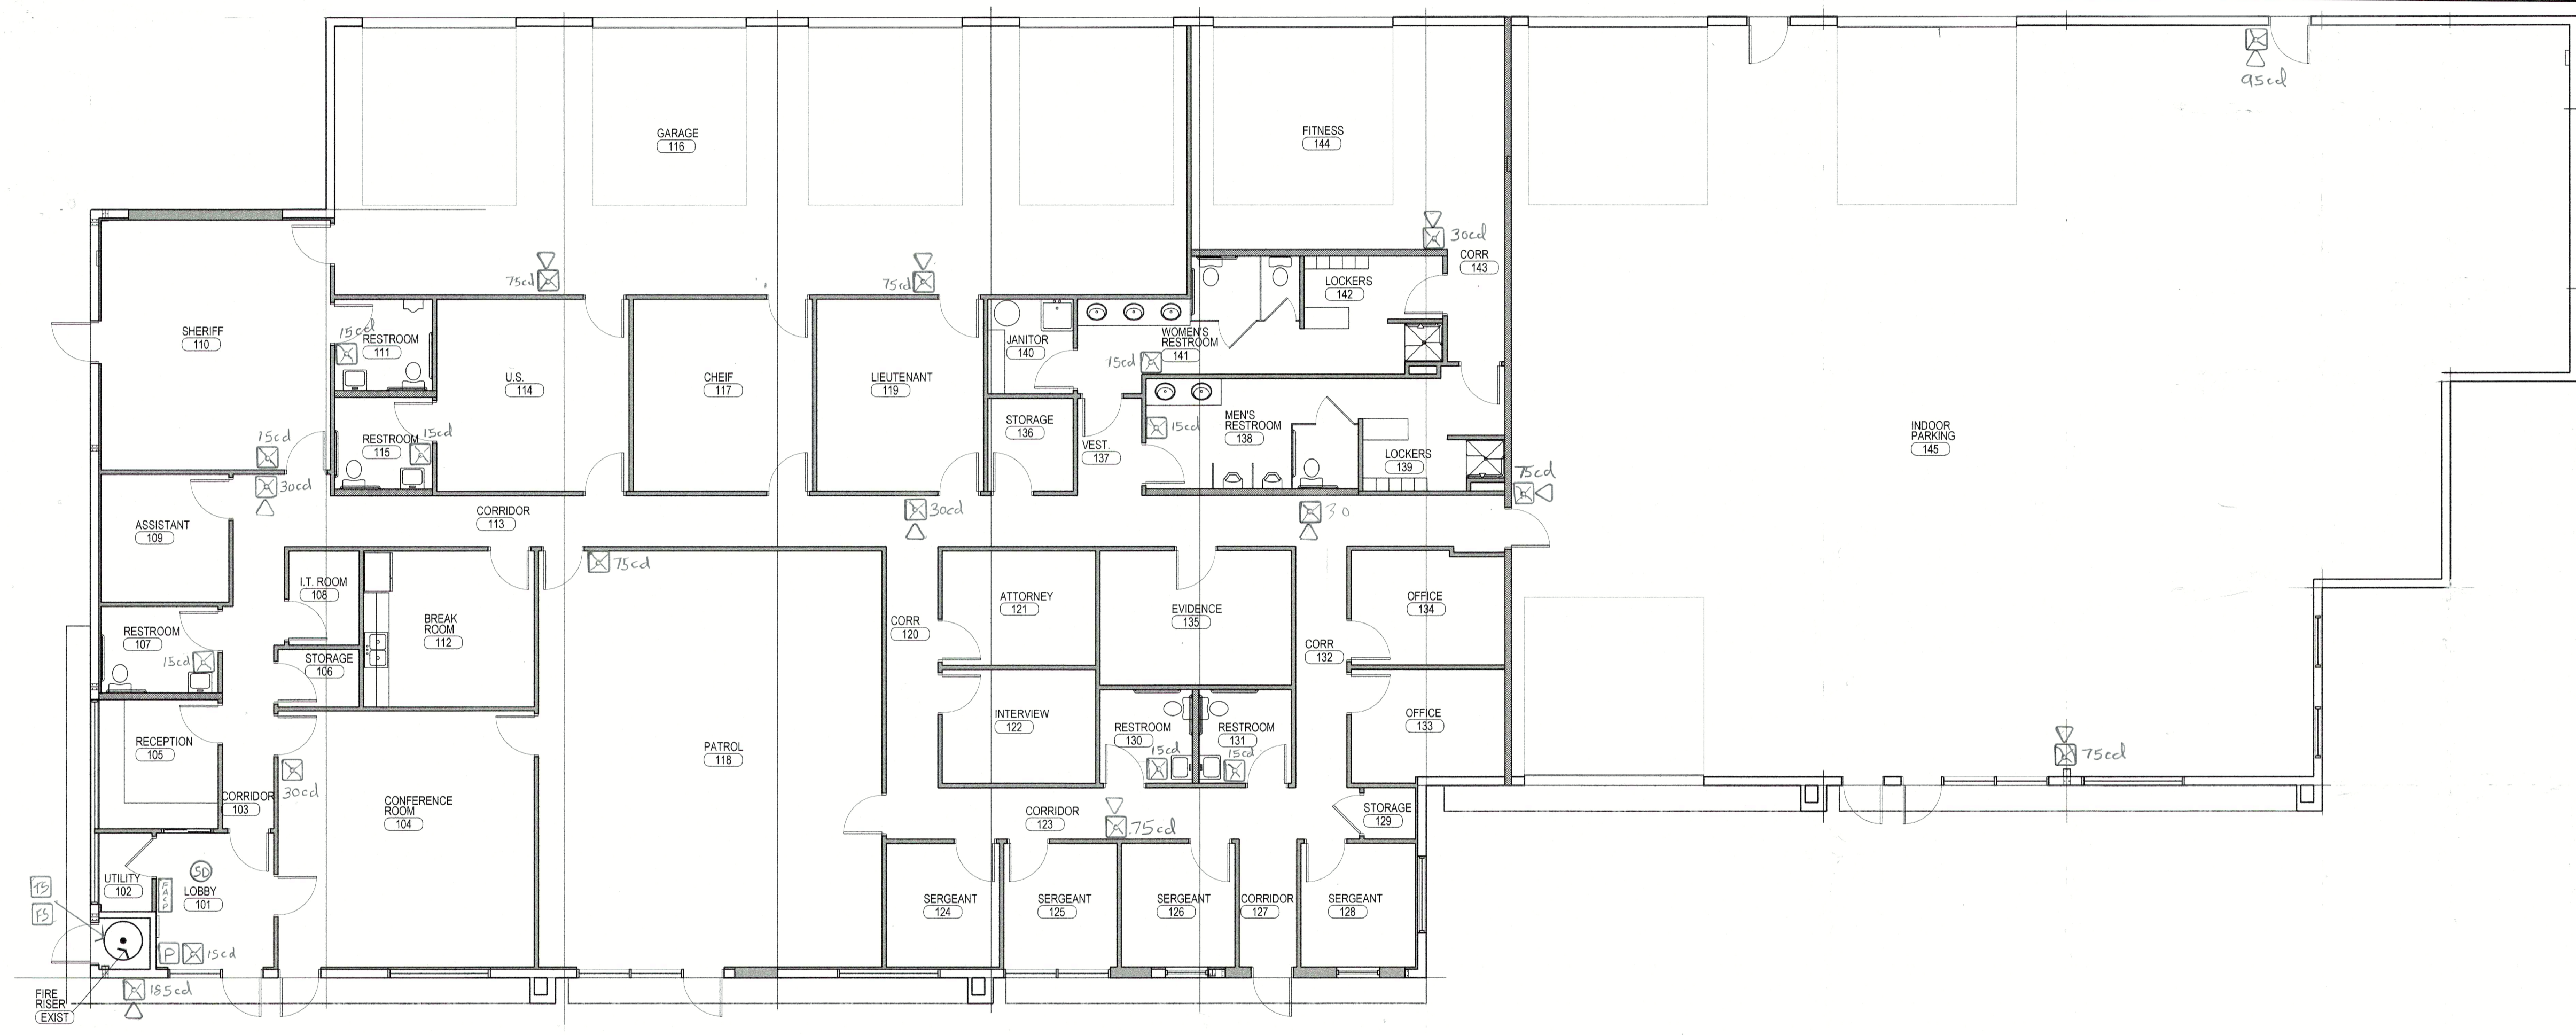 95cd
GARAGE
116
FITNESS
144
30cd
CORR
143
75cd
75cd
LOCKERS
142
SHERIFF
110
15cd
RESTROOM
111
JANITOR
140
WOMEN'S
RESTROOM
141
15cd
U.S.
114
CHEIF
117
LIEUTENANT
119
STORAGE
136
MEN'S
RESTROOM
138
15cd
VEST.
137
LOCKERS
139
INDOOR
PARKING
145
15cd
RESTROOM
115
15cd
30cd
75cd
CORRIDOR
113
30cd
30
ASSISTANT
109
75cd
I.T. ROOM
108
BREAK
ROOM
112
ATTORNEY
121
EVIDENCE
135
OFFICE
134
CORR
120
RESTROOM
107
15cd
STORAGE
106
CORR
132
INTERVIEW
122
RESTROOM
130
15cd
RESTROOM
131
15cd
OFFICE
133
RECEPTION
105
PATROL
118
75cd
30cd
CORRIDOR
103
CONFERENCE
ROOM
104
CORRIDOR
123
75cd
STORAGE
129
UTILITY
102
SD
LOBBY
101
FACP
TS
FS
SERGEANT
124
SERGEANT
125
SERGEANT
126
CORRIDOR
127
SERGEANT
128
P
15cd
FIRE
RISER
EXIST
185cd